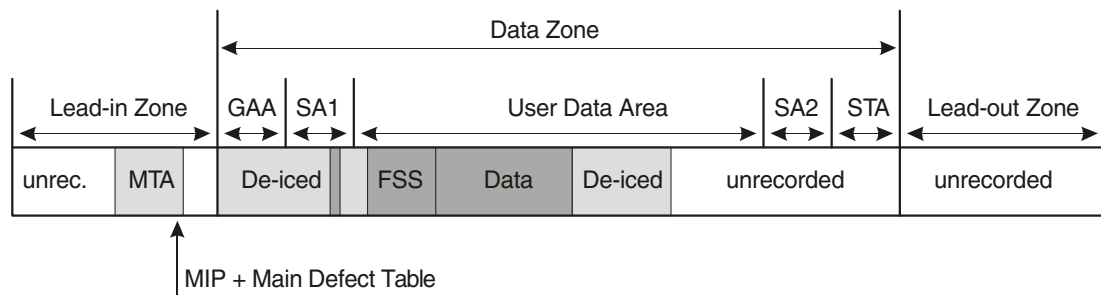 Data Zone
Lead-in Zone GAA SA1 User Data Area SA2 STA Lead-out Zone
unrec. MTA De-iced FSS Data De-iced unrecorded unrecorded
MIP + Main Defect Table